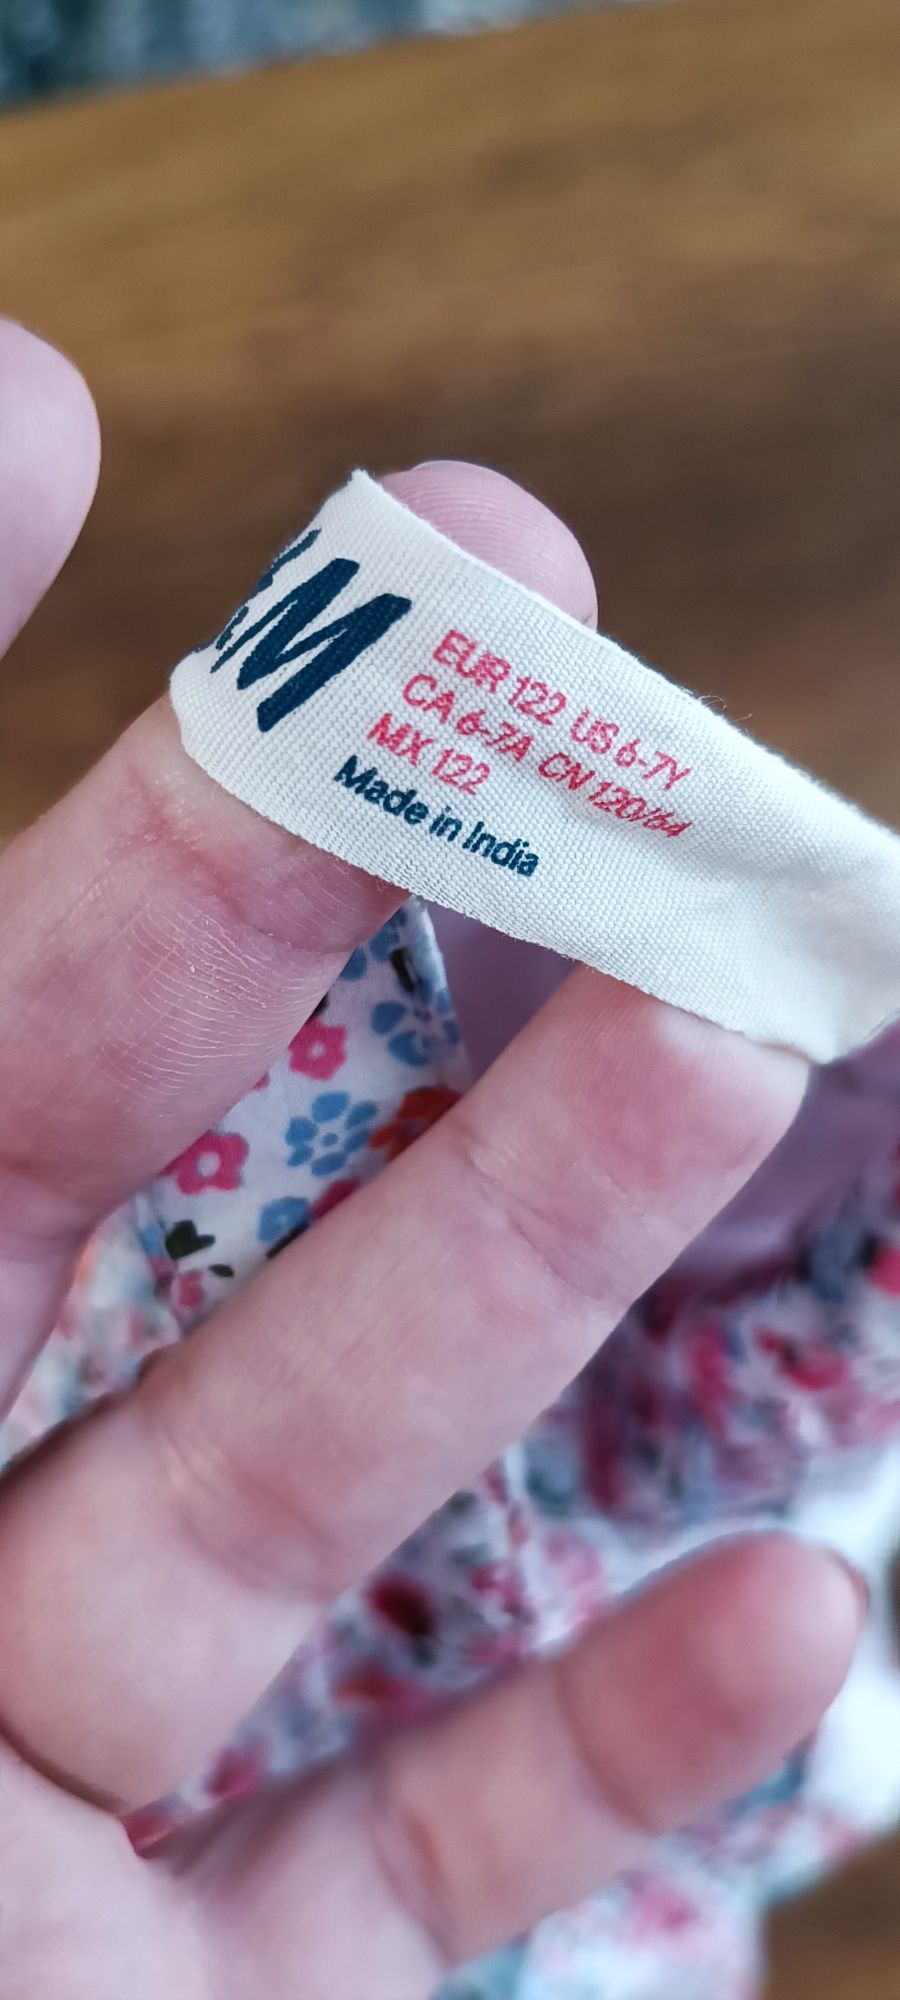 &M
EUR 122 US 6-7Y
CA 6-7A CN 120/64
MX 122
Made in India